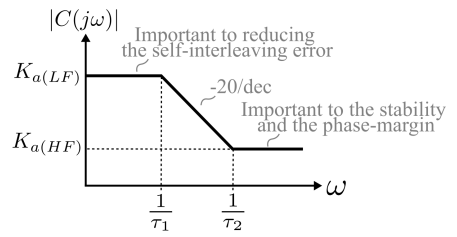 |C(jω)|
Important to reducing
the self-interleaving error
K_{a(LF)}
-20/dec
Important to the stability
and the phase-margin
K_{a(HF)}
ω
1/τ₁
1/τ₂